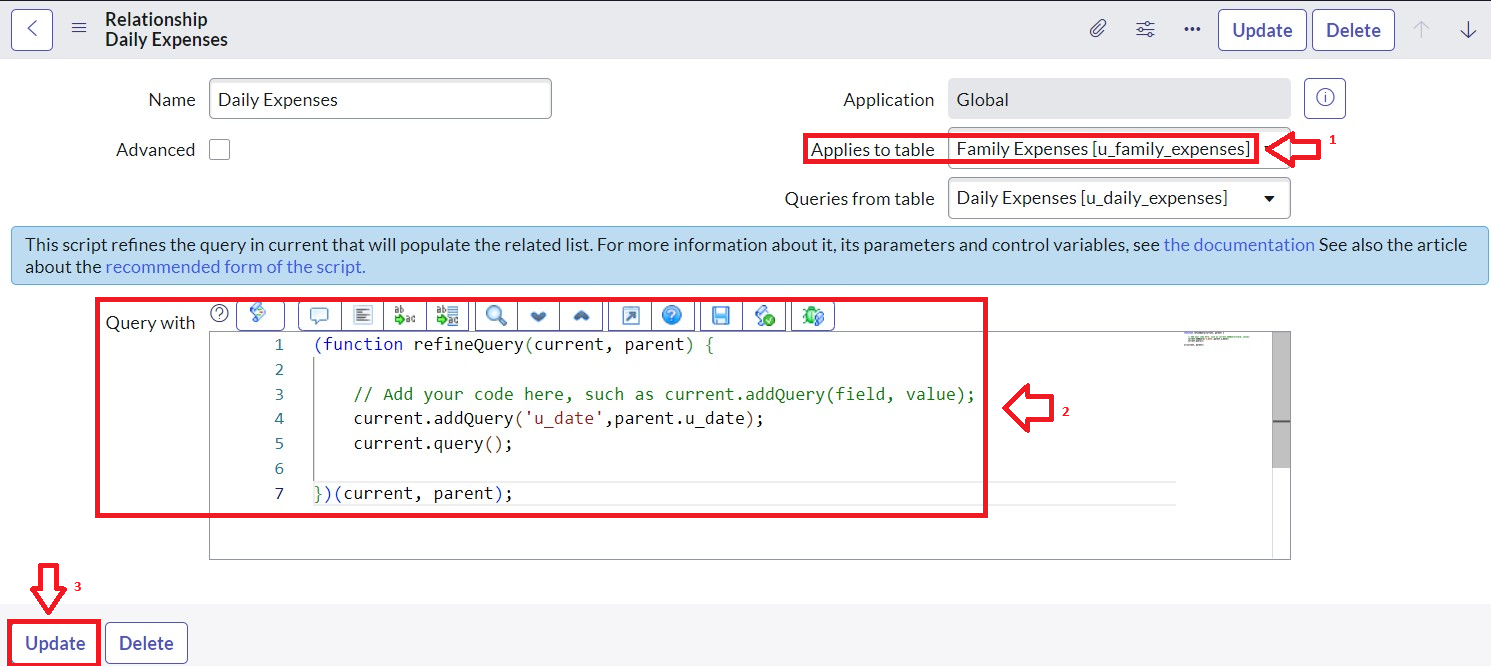 Relationship
Daily Expenses
Update
Delete
Name
Daily Expenses
Application
Global
Advanced
Applies to table
Family Expenses [u_family_expenses]
1
Queries from table
Daily Expenses [u_daily_expenses]
This script refines the query in current that will populate the related list. For more information about it, its parameters and control variables, see the documentation See also the article
about the recommended form of the script.
Query with
1 (function refineQuery(current, parent) {
2
3 // Add your code here, such as current.addQuery(field, value);
4 current.addQuery('u_date',parent.u_date);
5 current.query();
6
7 })(current, parent);
2
3
Update
Delete